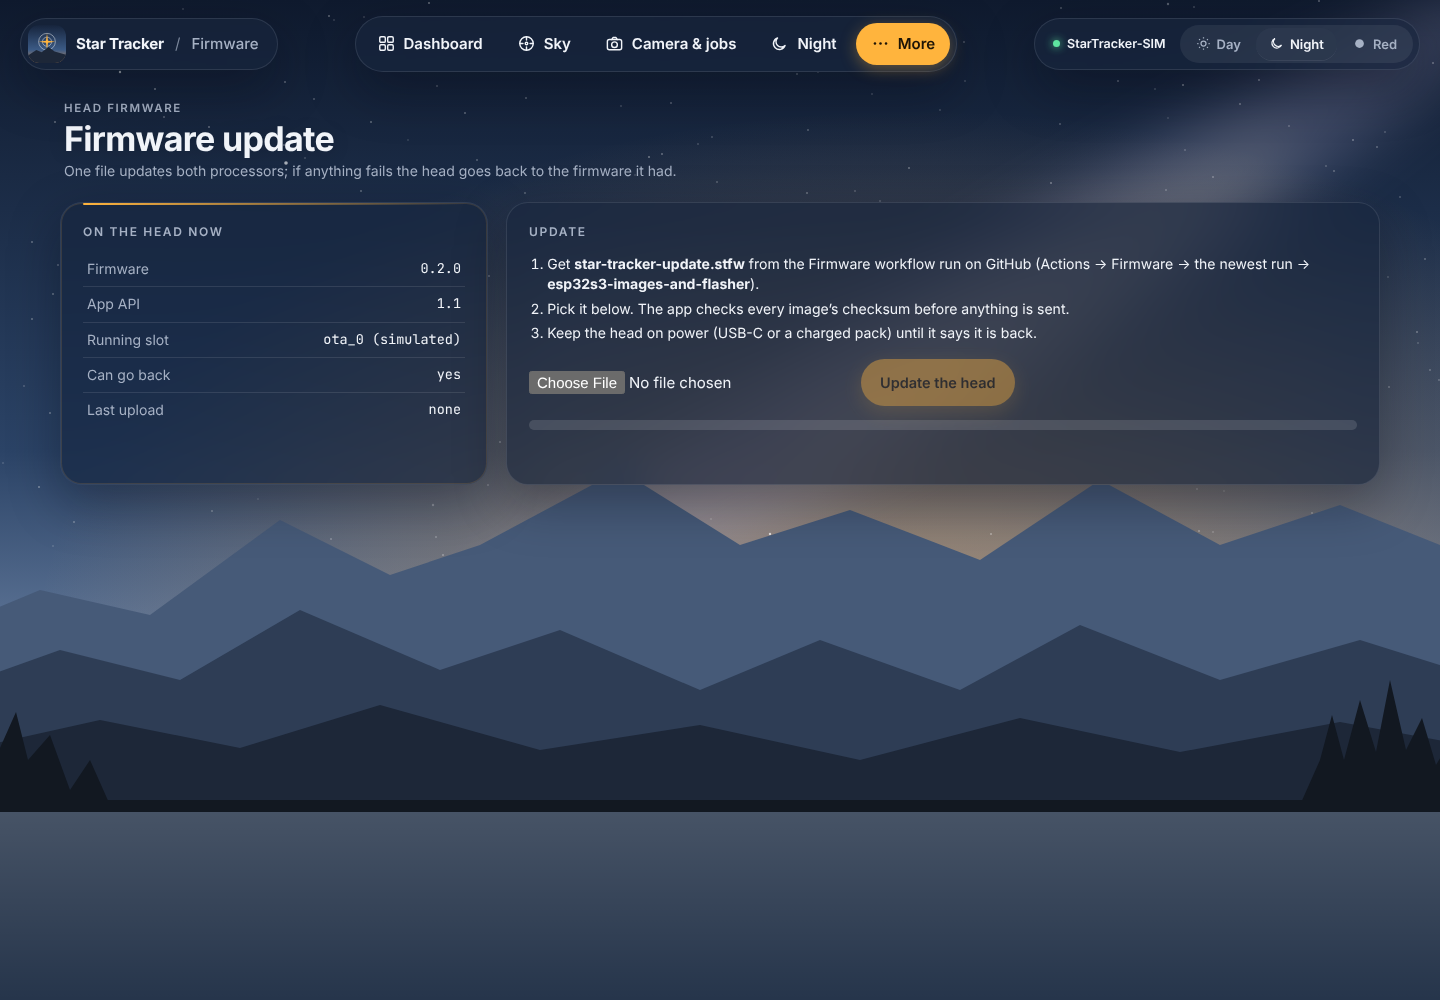 Star Tracker / Firmware
Dashboard
Sky
Camera & jobs
Night
More
StarTracker-SIM
Day
Night
Red
HEAD FIRMWARE
Firmware update
One file updates both processors; if anything fails the head goes back to the firmware it had.
ON THE HEAD NOW
Firmware 0.2.0
App API 1.1
Running slot ota_0 (simulated)
Can go back yes
Last upload none
UPDATE
1. Get star-tracker-update.stfw from the Firmware workflow run on GitHub (Actions → Firmware → the newest run →
esp32s3-images-and-flasher).
2. Pick it below. The app checks every image’s checksum before anything is sent.
3. Keep the head on power (USB-C or a charged pack) until it says it is back.
Choose File No file chosen
Update the head